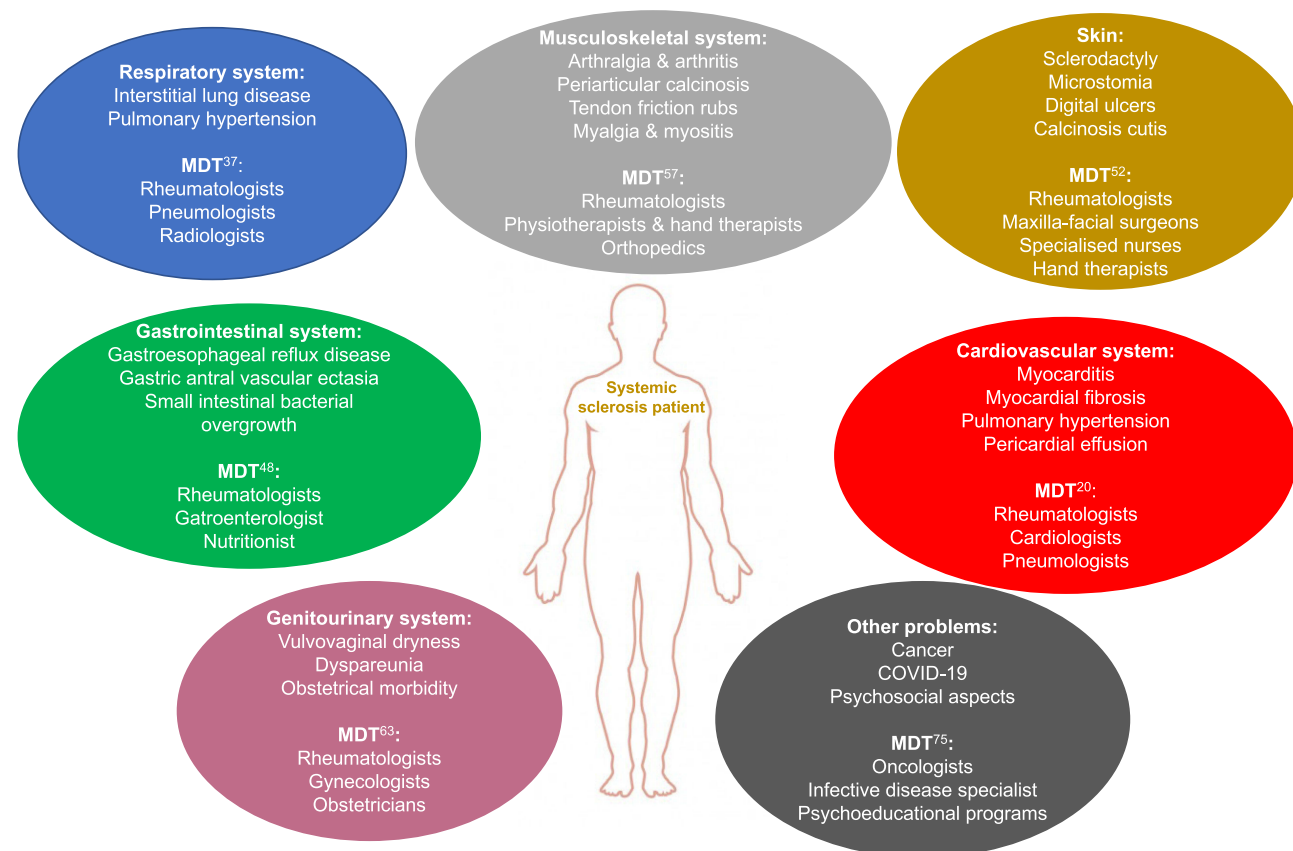 Respiratory system:
Interstitial lung disease
Pulmonary hypertension
MDT37:
Rheumatologists
Pneumologists
Radiologists
Musculoskeletal system:
Arthralgia & arthritis
Periarticular calcinosis
Tendon friction rubs
Myalgia & myositis
MDT57:
Rheumatologists
Physiotherapists & hand therapists
Orthopedics
Skin:
Sclerodactyly
Microstomia
Digital ulcers
Calcinosis cutis
MDT52:
Rheumatologists
Maxilla-facial surgeons
Specialised nurses
Hand therapists
Gastrointestinal system:
Gastroesophageal reflux disease
Gastric antral vascular ectasia
Small intestinal bacterial
overgrowth
MDT48:
Rheumatologists
Gatroenterologist
Nutritionist
Systemic
sclerosis patient
Cardiovascular system:
Myocarditis
Myocardial fibrosis
Pulmonary hypertension
Pericardial effusion
MDT20:
Rheumatologists
Cardiologists
Pneumologists
Genitourinary system:
Vulvovaginal dryness
Dyspareunia
Obstetrical morbidity
MDT63:
Rheumatologists
Gynecologists
Obstetricians
Other problems:
Cancer
COVID-19
Psychosocial aspects
MDT75:
Oncologists
Infective disease specialist
Psychoeducational programs